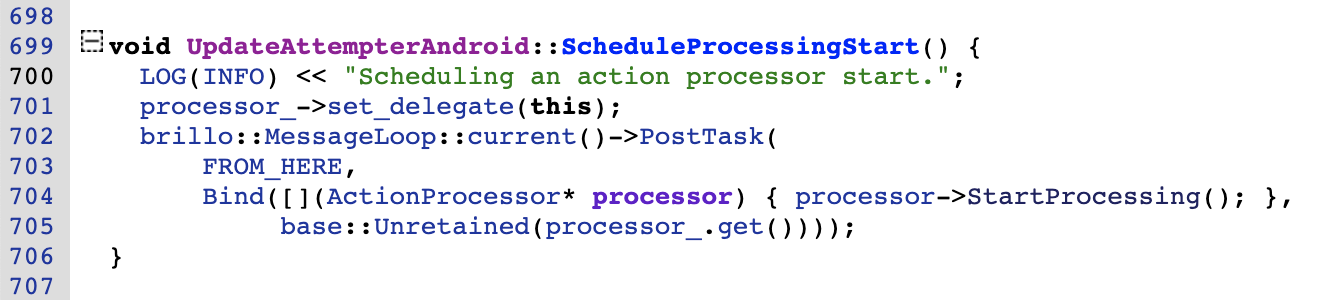 698
699 void UpdateAttempterAndroid::ScheduleProcessingStart() {
700   LOG(INFO) << "Scheduling an action processor start.";
701   processor_->set_delegate(this);
702   brillo::MessageLoop::current()->PostTask(
703       FROM_HERE,
704       Bind([](ActionProcessor* processor) { processor->StartProcessing(); },
705            base::Unretained(processor_.get())));
706 }
707